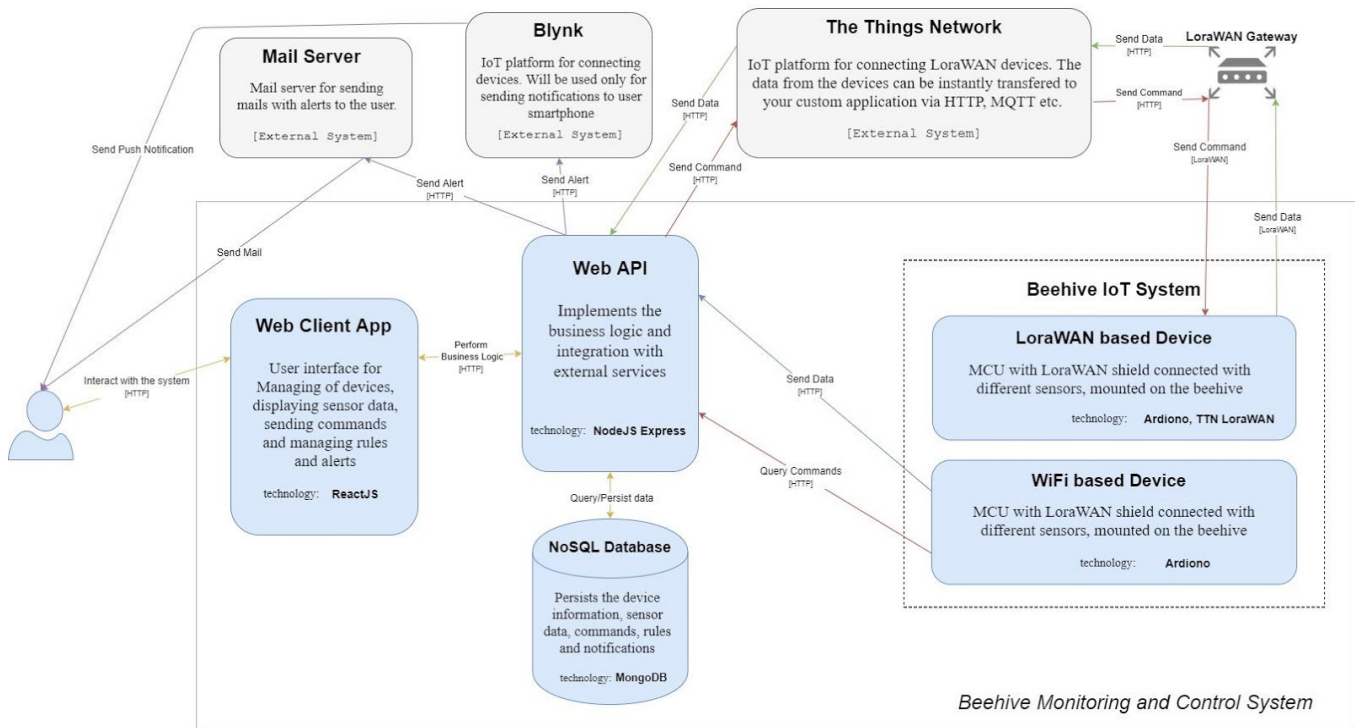 Blynk
IoT platform for connecting
devices. Will be used only for
sending notifications to user
smartphone
[External System]
The Things Network
IoT platform for connecting LoraWAN devices. The
data from the devices can be instantly transfered to
your custom application via HTTP, MQTT etc.
[External System]
LoraWAN Gateway
Send Data
[HTTP]
Mail Server
Mail server for sending
mails with alerts to the user.
[External System]
Send Command
[HTTP]
Send Data
[HTTP]
Send Push Notification
Send Command
[LoraWAN]
Send Alert
[HTTP]
Send Alert
[HTTP]
Send Command
[HTTP]
Send Data
[LoraWAN]
Send Mail
Web API
Implements the
business logic and
integration with
external services
technology: NodeJS Express
Beehive IoT System
LoraWAN based Device
MCU with LoraWAN shield connected with
different sensors, mounted on the beehive
technology: Ardiono, TTN LoraWAN
Web Client App
User interface for
Managing of devices,
displaying sensor data,
sending commands
and managing rules
and alerts
technology: ReactJS
Perform
Business Logic
[HTTP]
Interact with the system
[HTTP]
Send Data
[HTTP]
Query Commands
[HTTP]
WiFi based Device
MCU with LoraWAN shield connected with
different sensors, mounted on the beehive
technology: Ardiono
Query/Persist data
NoSQL Database
Persists the device
information, sensor
data, commands, rules
and notifications
technology: MongoDB
Beehive Monitoring and Control System